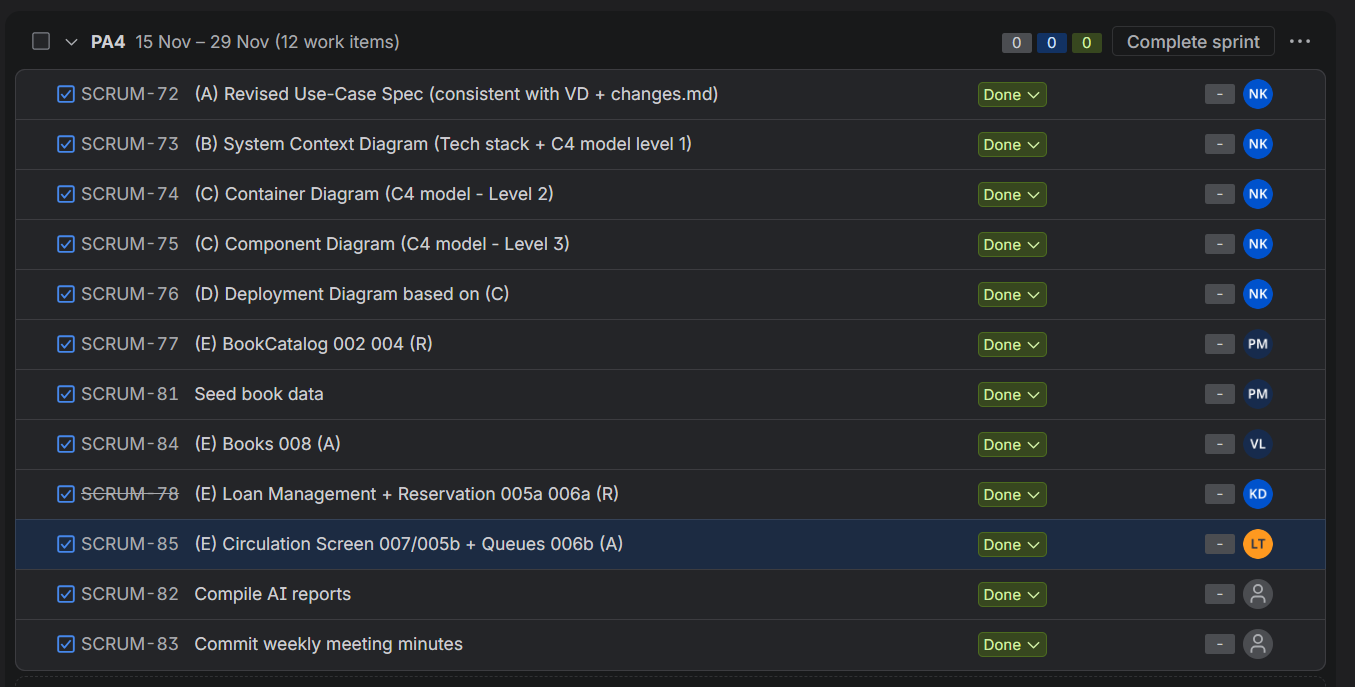 PA4 15 Nov – 29 Nov (12 work items) 0 0 0 Complete sprint
SCRUM-72 (A) Revised Use-Case Spec (consistent with VD + changes.md) Done - NK
SCRUM-73 (B) System Context Diagram (Tech stack + C4 model level 1) Done - NK
SCRUM-74 (C) Container Diagram (C4 model - Level 2) Done - NK
SCRUM-75 (C) Component Diagram (C4 model - Level 3) Done - NK
SCRUM-76 (D) Deployment Diagram based on (C) Done - NK
SCRUM-77 (E) BookCatalog 002 004 (R) Done - PM
SCRUM-81 Seed book data Done - PM
SCRUM-84 (E) Books 008 (A) Done - VL
SCRUM-78 (E) Loan Management + Reservation 005a 006a (R) Done - KD
SCRUM-85 (E) Circulation Screen 007/005b + Queues 006b (A) Done - LT
SCRUM-82 Compile AI reports Done -
SCRUM-83 Commit weekly meeting minutes Done -